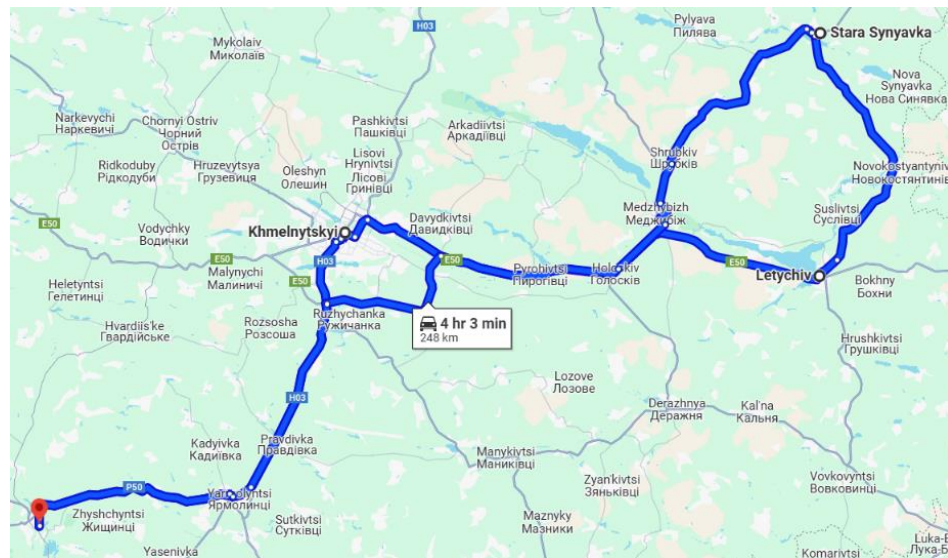 H03
Pylyava
Пилява
Stara Synyavka
Mykolaiv
Миколаїв
Nova
Synyavka
Нова Синявка
Narkevychi
Наркевичі
Chornyi Ostriv
Чорний
Острів
Pashkivtsi
Пашківці
Arkadiivtsi
Аркадіївці
Lisovi
Hrynivtsi
Лісові
Гринівці
Ridkoduby
Рідкодуби
Hruzevytsya
Грузевиця
Oleshyn
Олешин
Shrubkiv
Шрубків
Novokostyantyniv
Новокостянтинів
Medzhybizh
Меджибіж
Suslivtsi
Суслівці
E50
Vodychky
Водички
Khmelnytskyi
Davydkivtsi
Давидківці
E50
H03
Malynychi
Малиничі
E50
Pyrohivtsi
Пирогівці
Holoskiv
Голосків
E50
Letychiv
Bokhny
Бохни
Heletyntsi
Гелетинці
Hvardiis'ke
Гвардійське
Rozsosha
Розсоша
Ruzhychanka
Ружичанка
4 hr 3 min
248 km
Hrushkivtsi
Грушківці
Lozove
Лозове
H03
Derazhnya
Деражня
Kal'na
Кальня
Kadyivka
Кадиївка
Pravdivka
Правдівка
Manykivtsi
Маниківці
Zyan'kivtsi
Зяньківці
Vovkovyntsi
Вовковинці
P50
Yarmolyntsi
Ярмолинці
Zhyshchyntsi
Жищинці
Sutkivtsi
Сутківці
Maznyky
Мазники
Yasenivka
Komarivtsi
Luka-